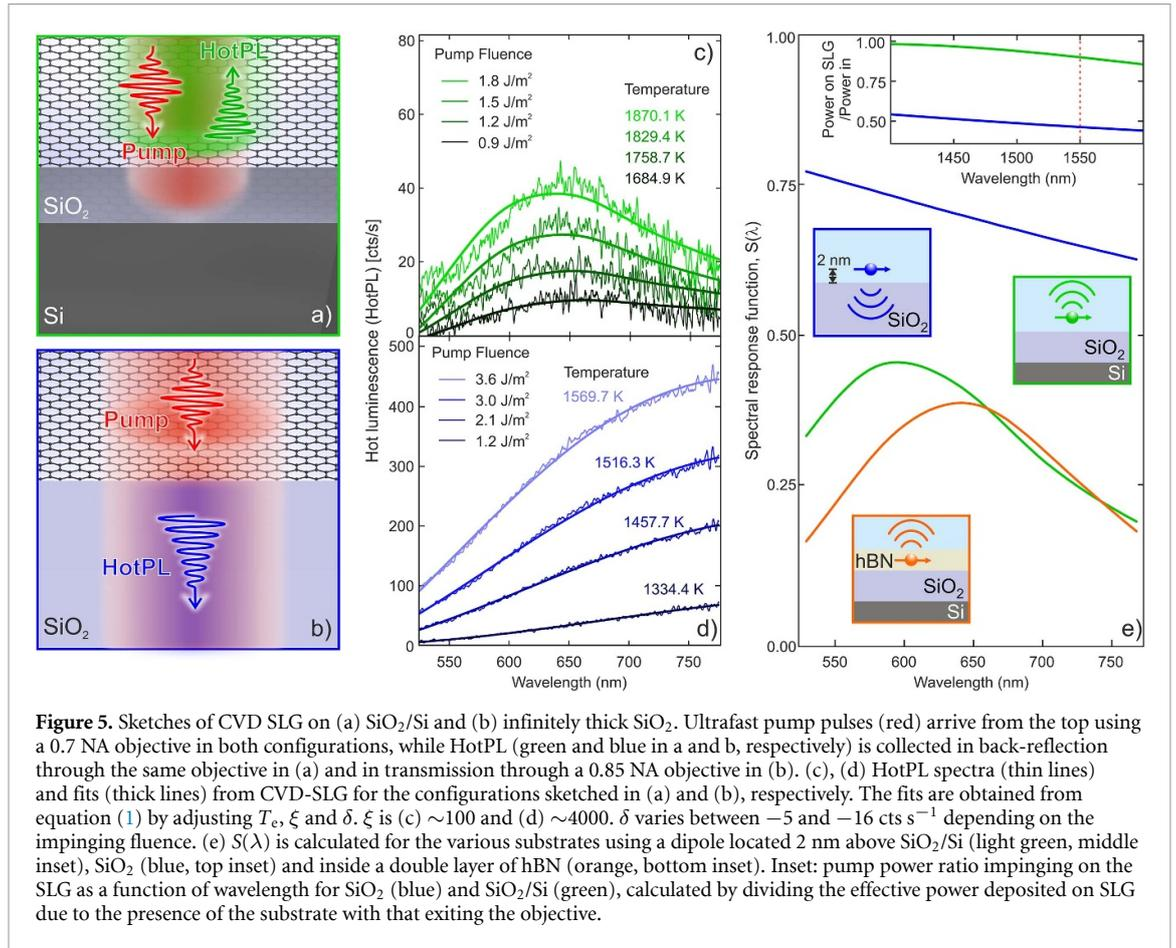 HotPL
Pump
SiO₂
Si
a)
Pump
HotPL
SiO₂
b)
Hot luminescence (HotPL) [cts/s]
80
60
40
20
0
Pump Fluence
1.8 J/m²
1.5 J/m²
1.2 J/m²
0.9 J/m²
c)
Temperature
1870.1 K
1829.4 K
1758.7 K
1684.9 K
500
400
300
200
100
0
Pump Fluence
3.6 J/m²
3.0 J/m²
2.1 J/m²
1.2 J/m²
Temperature
1569.7 K
1516.3 K
1457.7 K
1334.4 K
d)
550 600 650 700 750
Wavelength (nm)
Spectral response function, S(λ)
1.00
0.75
0.50
0.25
0.00
Power on SLG
/Power in
1.00
0.75
0.50
1450 1500 1550
Wavelength (nm)
2 nm
SiO₂
SiO₂
Si
hBN
SiO₂
Si
e)
550 600 650 700 750
Wavelength (nm)
Figure 5. Sketches of CVD SLG on (a) SiO₂/Si and (b) infinitely thick SiO₂. Ultrafast pump pulses (red) arrive from the top using
a 0.7 NA objective in both configurations, while HotPL (green and blue in a and b, respectively) is collected in back-reflection
through the same objective in (a) and in transmission through a 0.85 NA objective in (b). (c), (d) HotPL spectra (thin lines)
and fits (thick lines) from CVD-SLG for the configurations sketched in (a) and (b), respectively. The fits are obtained from
equation (1) by adjusting Tₑ, ξ and δ. ξ is (c) ∼100 and (d) ∼4000. δ varies between −5 and −16 cts s⁻¹ depending on the
impinging fluence. (e) S(λ) is calculated for the various substrates using a dipole located 2 nm above SiO₂/Si (light green, middle
inset), SiO₂ (blue, top inset) and inside a double layer of hBN (orange, bottom inset). Inset: pump power ratio impinging on the
SLG as a function of wavelength for SiO₂ (blue) and SiO₂/Si (green), calculated by dividing the effective power deposited on SLG
due to the presence of the substrate with that exiting the objective.